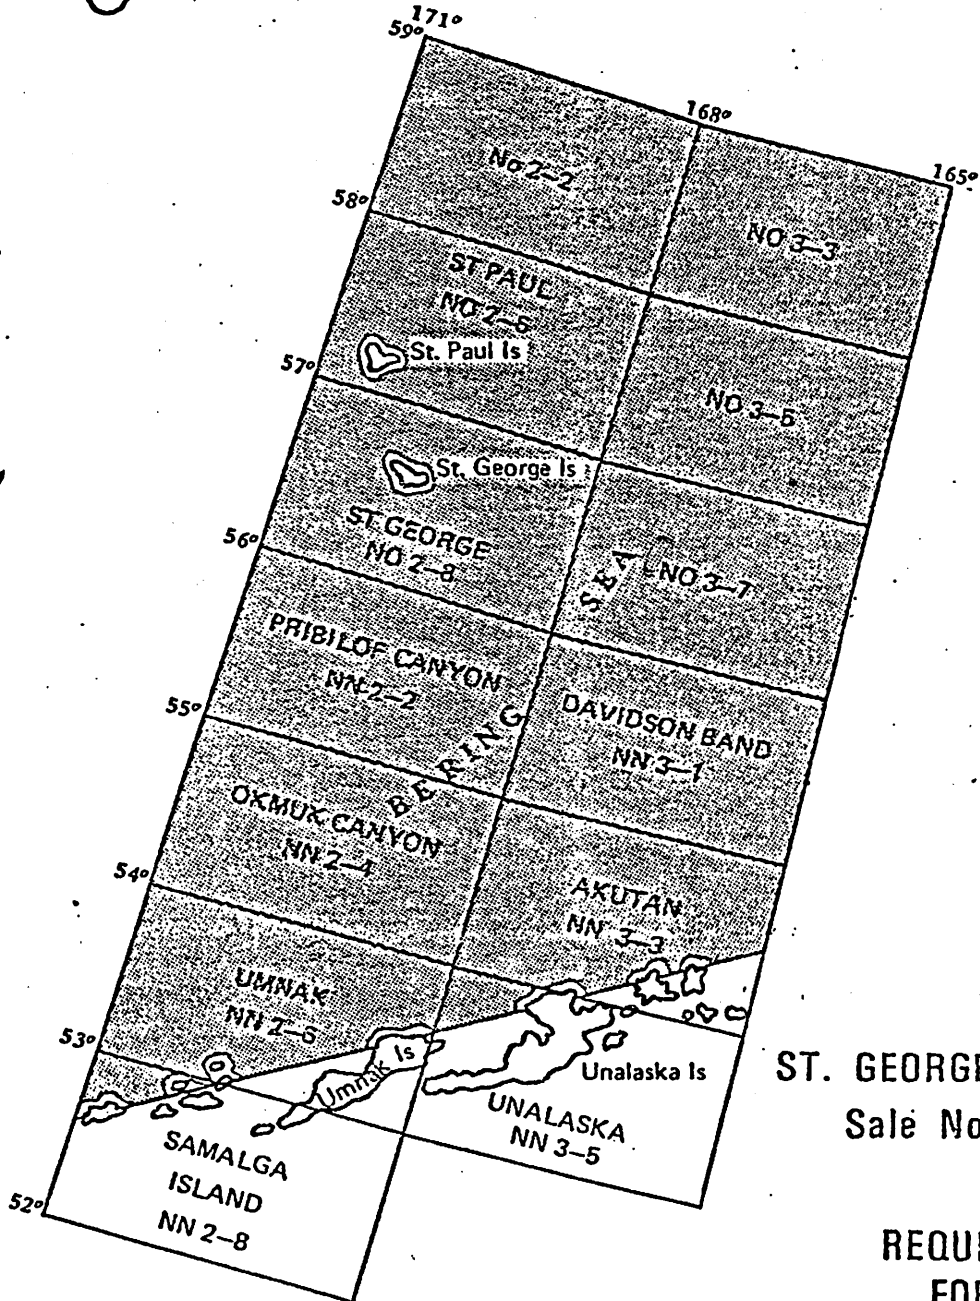 171°
59°
168°
165°
No 2-2
58°
NO 3-3
ST PAUL
NO 2-6
St. Paul Is
57°
NO 3-5
St. George Is
ST GEORGE
NO 2-8
56°
SEA
NO 3-7
PRIBILOF CANYON
NN 2-2
55°
DAVIDSON BAND
NN 3-1
BERING
OKMUK CANYON
NN 2-4
54°
AKUTAN
NN 3-3
UMNAK
NN 2-6
53°
Umnak Is
Unalaska Is
ST. GEORGE
UNALASKA
NN 3-5
Sale No
SAMALGA
ISLAND
NN 2-8
52°